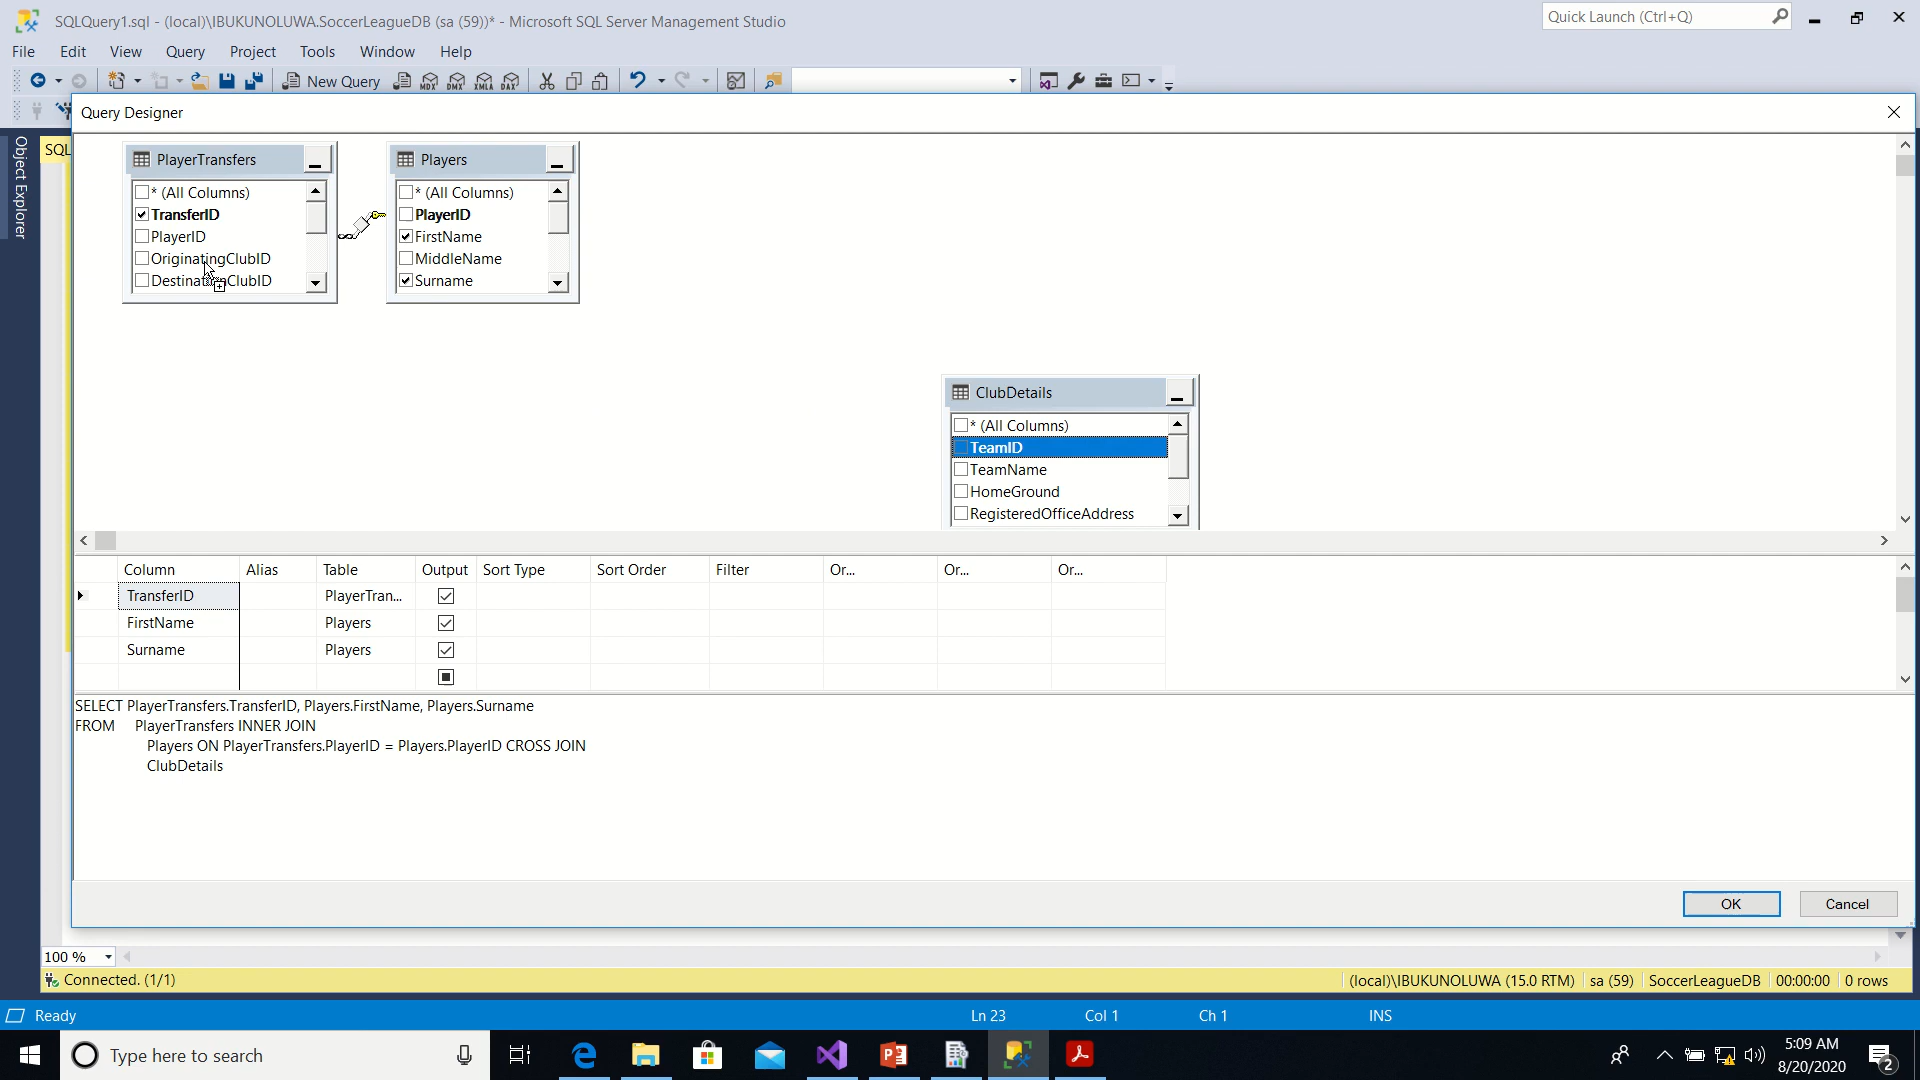 SQLQuery1.sql - (local)\IBUKUNOLUWA.SoccerLeagueDB (sa (59))* - Microsoft SQL Server Management Studio
Quick Launch (Ctrl+Q)
File Edit View Query Project Tools Window Help
New Query MDX DMX XMLA DAX
Query Designer
Object Explorer
SQL
PlayerTransfers
* (All Columns)
TransferID
PlayerID
OriginatingClubID
Players
* (All Columns)
PlayerID
FirstName
MiddleName
Surname
ClubDetails
* (All Columns)
TeamID
TeamName
HomeGround
RegisteredOfficeAddress
Column Alias Table Output Sort Type Sort Order Filter Or... Or... Or...
TransferID PlayerTran...
FirstName Players
Surname Players
SELECT PlayerTransfers.TransferID, Players.FirstName, Players.Surname
FROM PlayerTransfers INNER JOIN
Players ON PlayerTransfers.PlayerID = Players.PlayerID CROSS JOIN
ClubDetails
OK Cancel
100 %
Connected. (1/1) (local)\IBUKUNOLUWA (15.0 RTM) sa (59) SoccerLeagueDB 00:00:00 0 rows
Ready Ln 23 Col 1 Ch 1 INS
Type here to search
5:09 AM
8/20/2020
2